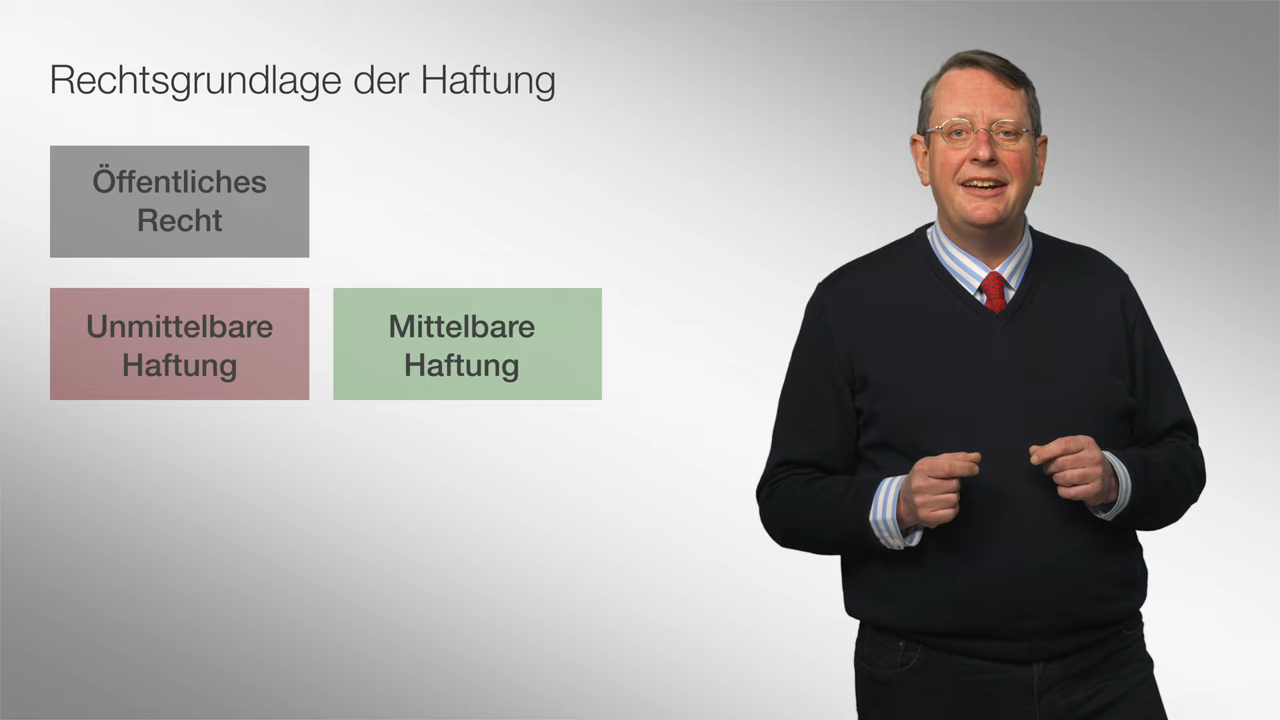 Rechtsgrundlage der Haftung
Öffentliches
Recht
Unmittelbare
Haftung
Mittelbare
Haftung